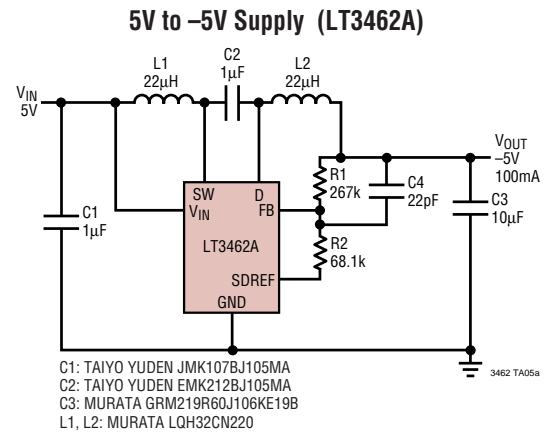 5V to –5V Supply (LT3462A)
L1
22µH
C2
1µF
L2
22µH
VIN
5V
VOUT
–5V
100mA
R1
267k
C4
22pF
C1
1µF
SW
D
VIN
FB
C3
10µF
LT3462A
R2
68.1k
SDREF
GND
3462 TA05a
C1: TAIYO YUDEN JMK107BJ105MA
C2: TAIYO YUDEN EMK212BJ105MA
C3: MURATA GRM219R60J106KE19B
L1, L2: MURATA LQH32CN220